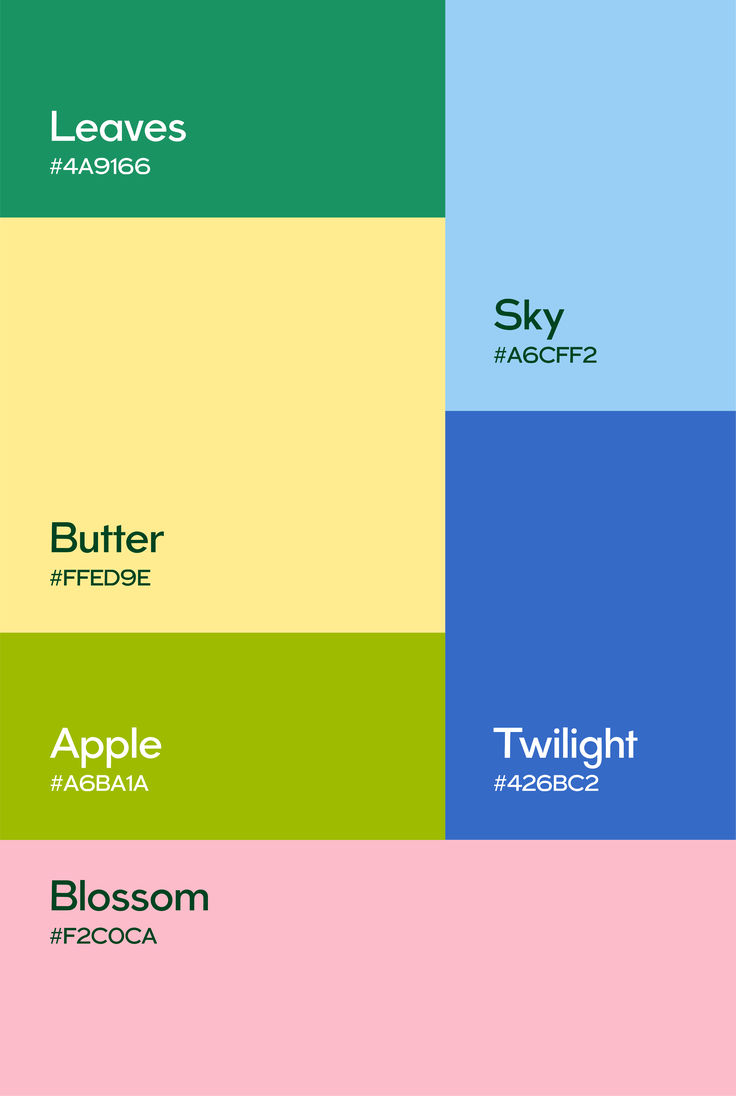 Leaves
#4A9166
Sky
#A6CFF2
Butter
#FFED9E
Apple
#A6BA1A
Twilight
#426BC2
Blossom
#F2C0CA